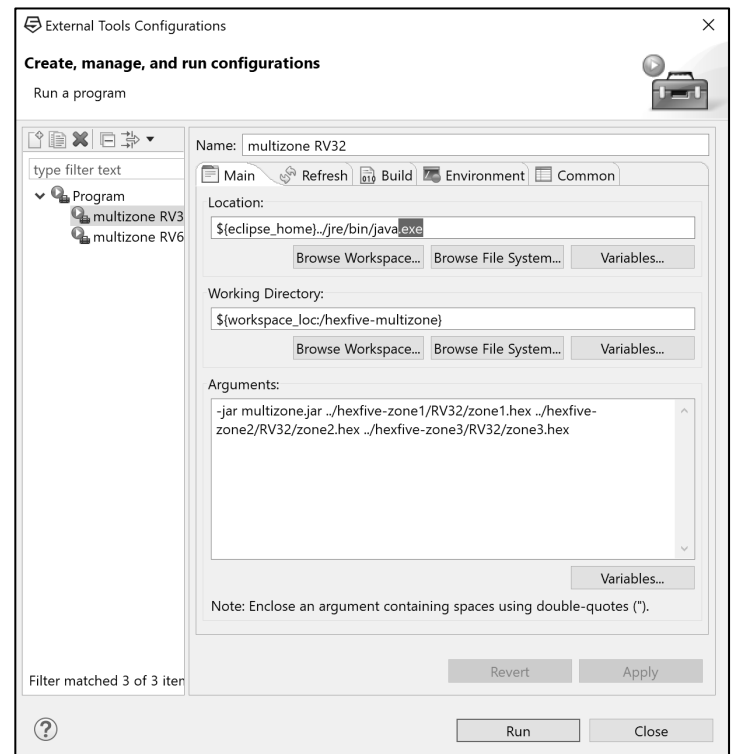 External Tools Configurations
Create, manage, and run configurations
Run a program
type filter text
Program
multizone RV3
multizone RV6
Filter matched 3 of 3 iter
Name: multizone RV32
Main Refresh Build Environment Common
Location:
${eclipse_home}../jre/bin/java.exe
Browse Workspace... Browse File System... Variables...
Working Directory:
${workspace_loc:/hexfive-multizone}
Browse Workspace... Browse File System... Variables...
Arguments:
-jar multizone.jar ../hexfive-zone1/RV32/zone1.hex ../hexfive-
zone2/RV32/zone2.hex ../hexfive-zone3/RV32/zone3.hex
Variables...
Note: Enclose an argument containing spaces using double-quotes (").
Revert Apply
Run Close